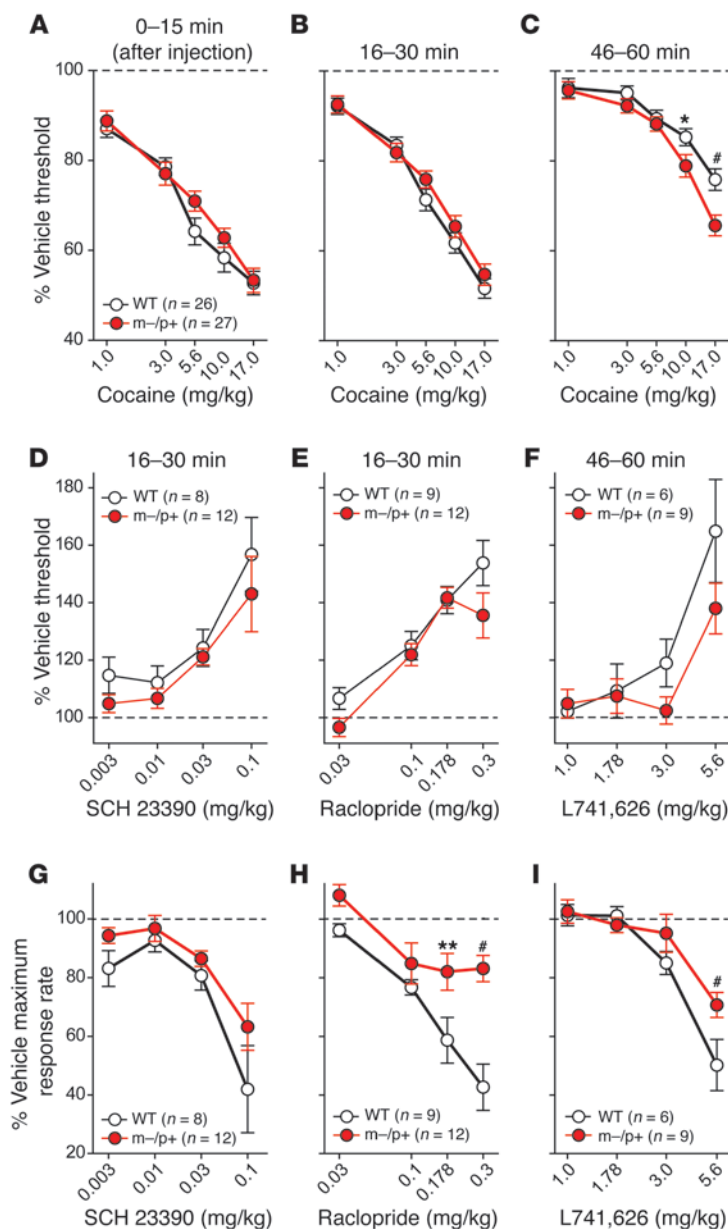 A
0–15 min
(after injection)
B
16–30 min
C
46–60 min
% Vehicle threshold
100
80
60
40
*
#
WT (n = 26)
m–/p+ (n = 27)
1.0
3.0
5.6
10.0
17.0
Cocaine (mg/kg)
1.0
3.0
5.6
10.0
17.0
Cocaine (mg/kg)
1.0
3.0
5.6
10.0
17.0
Cocaine (mg/kg)
D
16–30 min
E
16–30 min
F
46–60 min
% Vehicle threshold
180
160
140
120
100
WT (n = 8)
m–/p+ (n = 12)
WT (n = 9)
m–/p+ (n = 12)
WT (n = 6)
m–/p+ (n = 9)
0.003
0.01
0.03
0.1
SCH 23390 (mg/kg)
0.03
0.1
0.178
0.3
Raclopride (mg/kg)
1.0
1.78
3.0
5.6
L741,626 (mg/kg)
G
H
I
% Vehicle maximum
response rate
100
80
60
40
20
**
#
#
WT (n = 8)
m–/p+ (n = 12)
WT (n = 9)
m–/p+ (n = 12)
WT (n = 6)
m–/p+ (n = 9)
0.003
0.01
0.03
0.1
SCH 23390 (mg/kg)
0.03
0.1
0.178
0.3
Raclopride (mg/kg)
1.0
1.78
3.0
5.6
L741,626 (mg/kg)